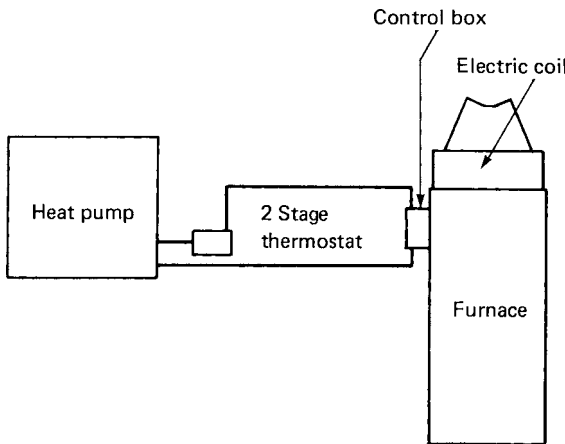 Control box
Electric coil
Heat pump
2 Stage
thermostat
Furnace